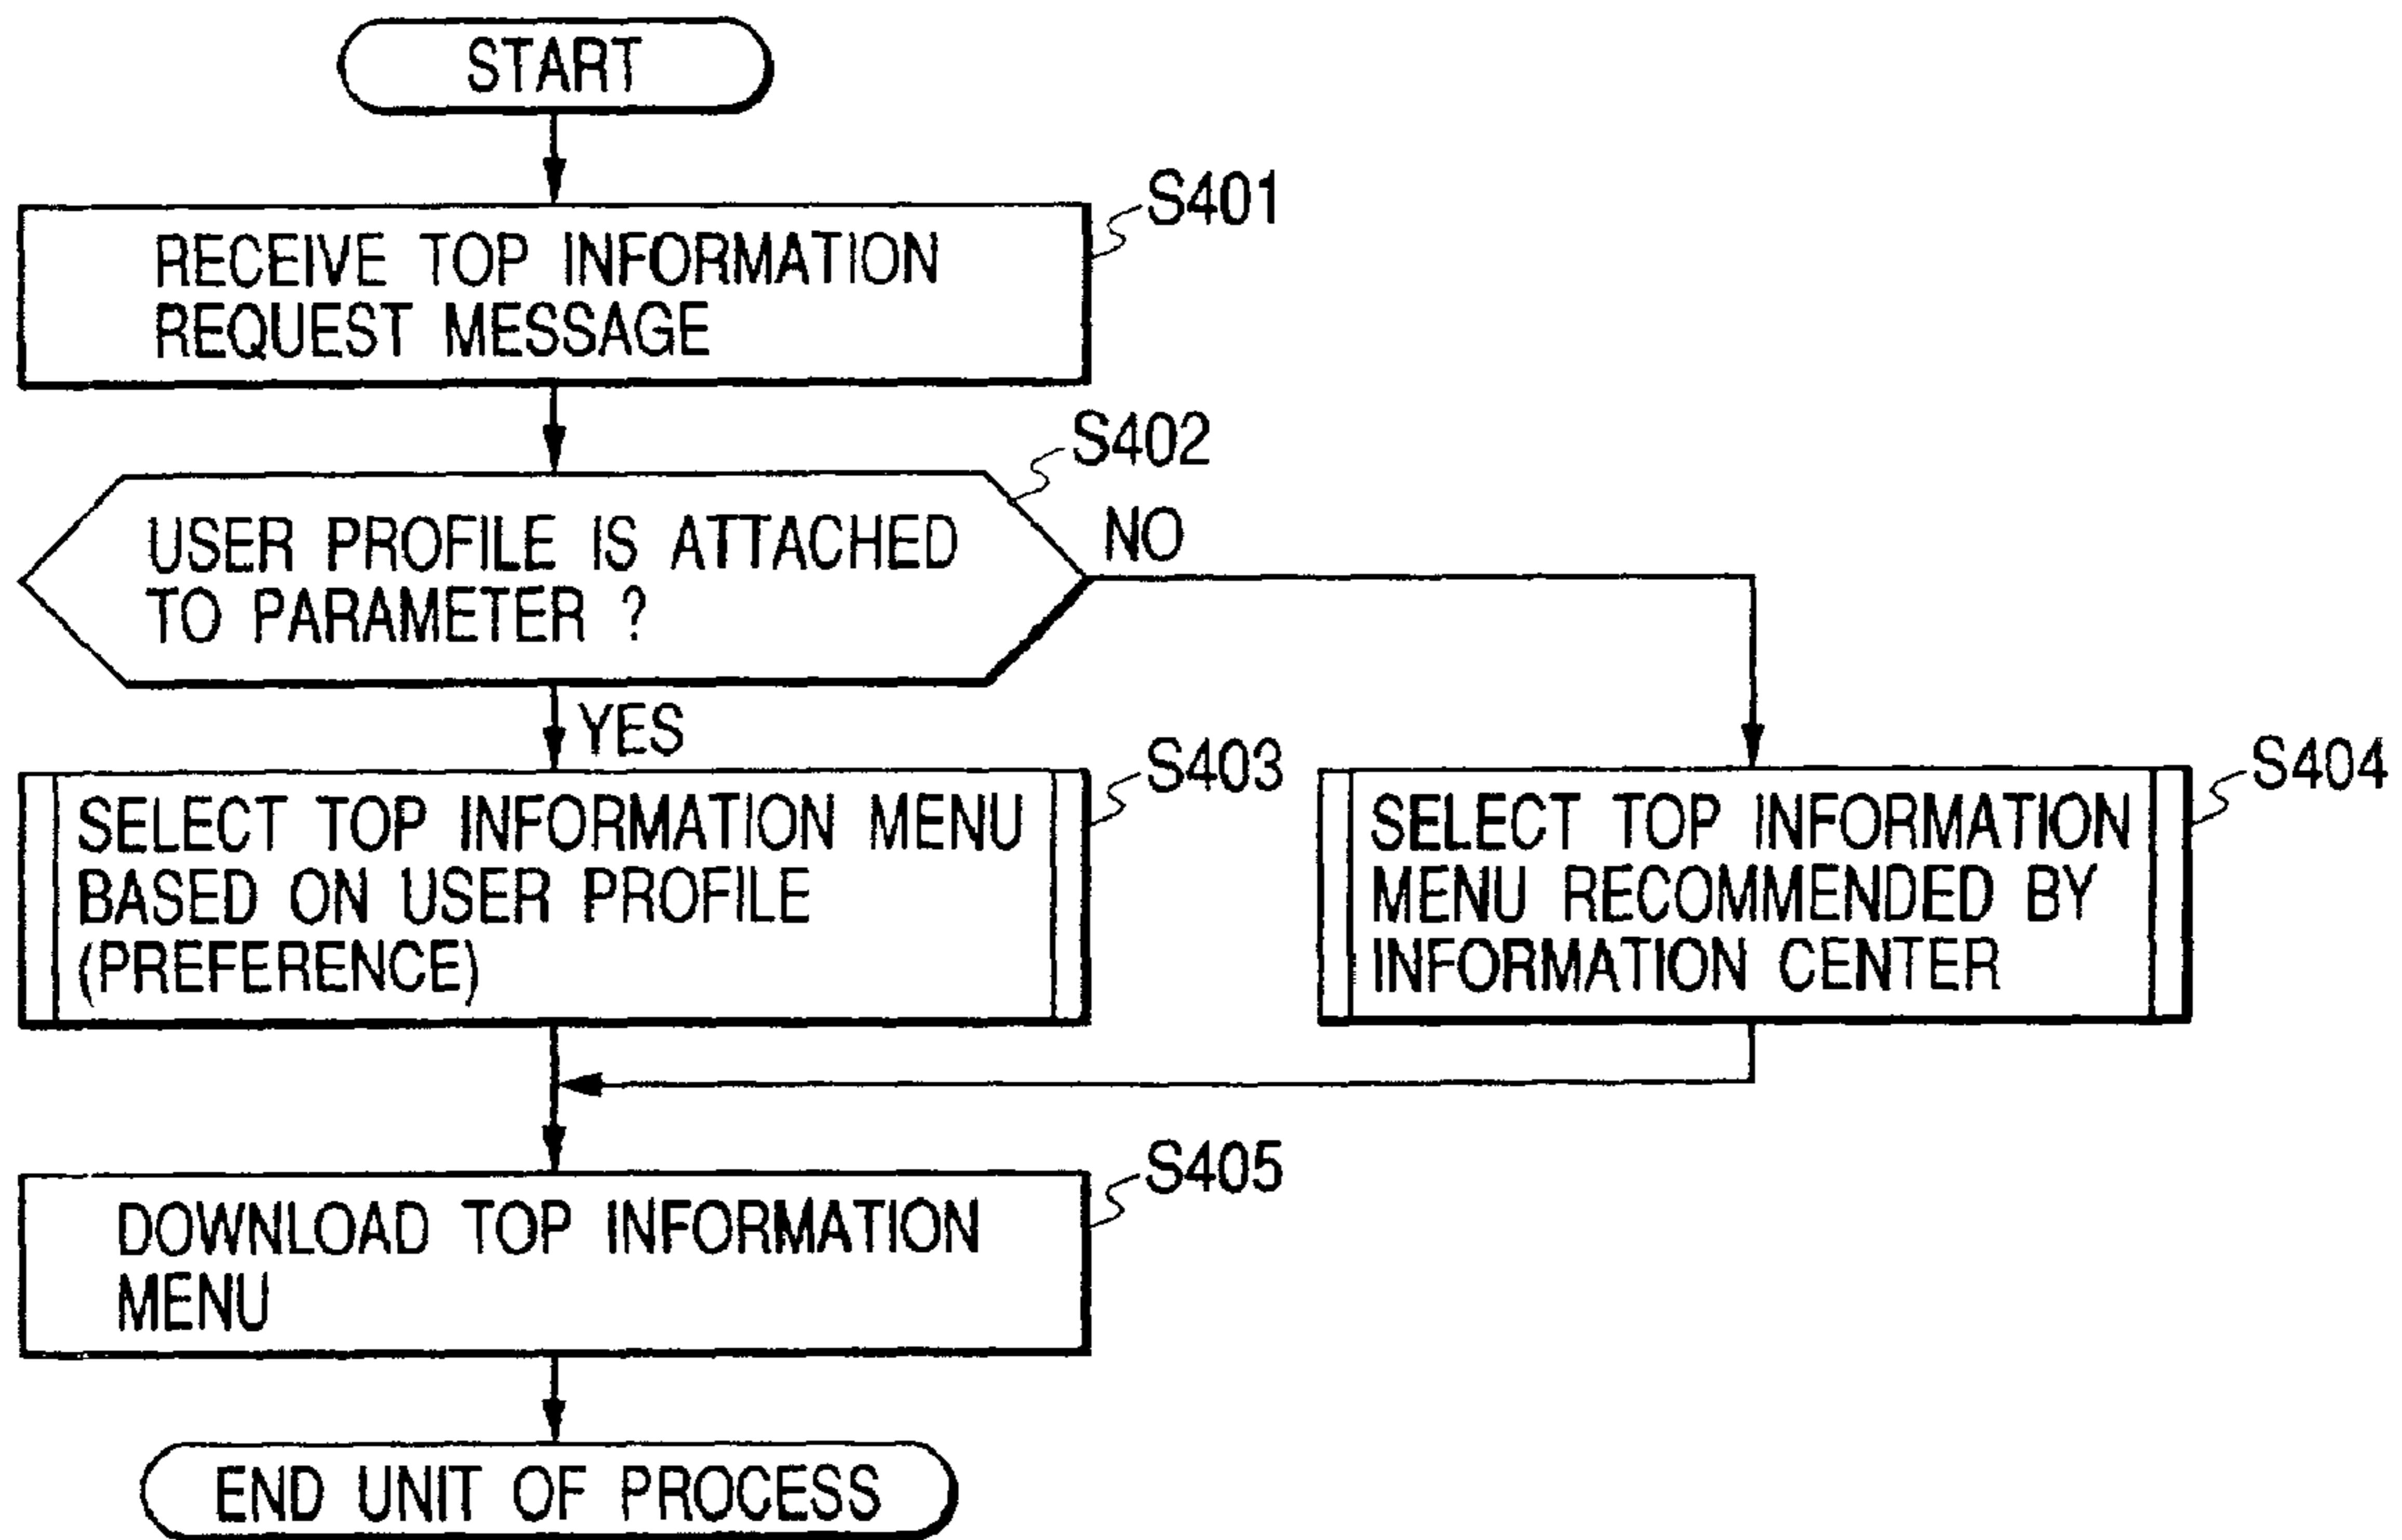 START
S401
RECEIVE TOP INFORMATION
REQUEST MESSAGE
S402
USER PROFILE IS ATTACHED
TO PARAMETER ?
NO
YES
S403
SELECT TOP INFORMATION MENU
BASED ON USER PROFILE
(PREFERENCE)
S404
SELECT TOP INFORMATION
MENU RECOMMENDED BY
INFORMATION CENTER
S405
DOWNLOAD TOP INFORMATION
MENU
END UNIT OF PROCESS